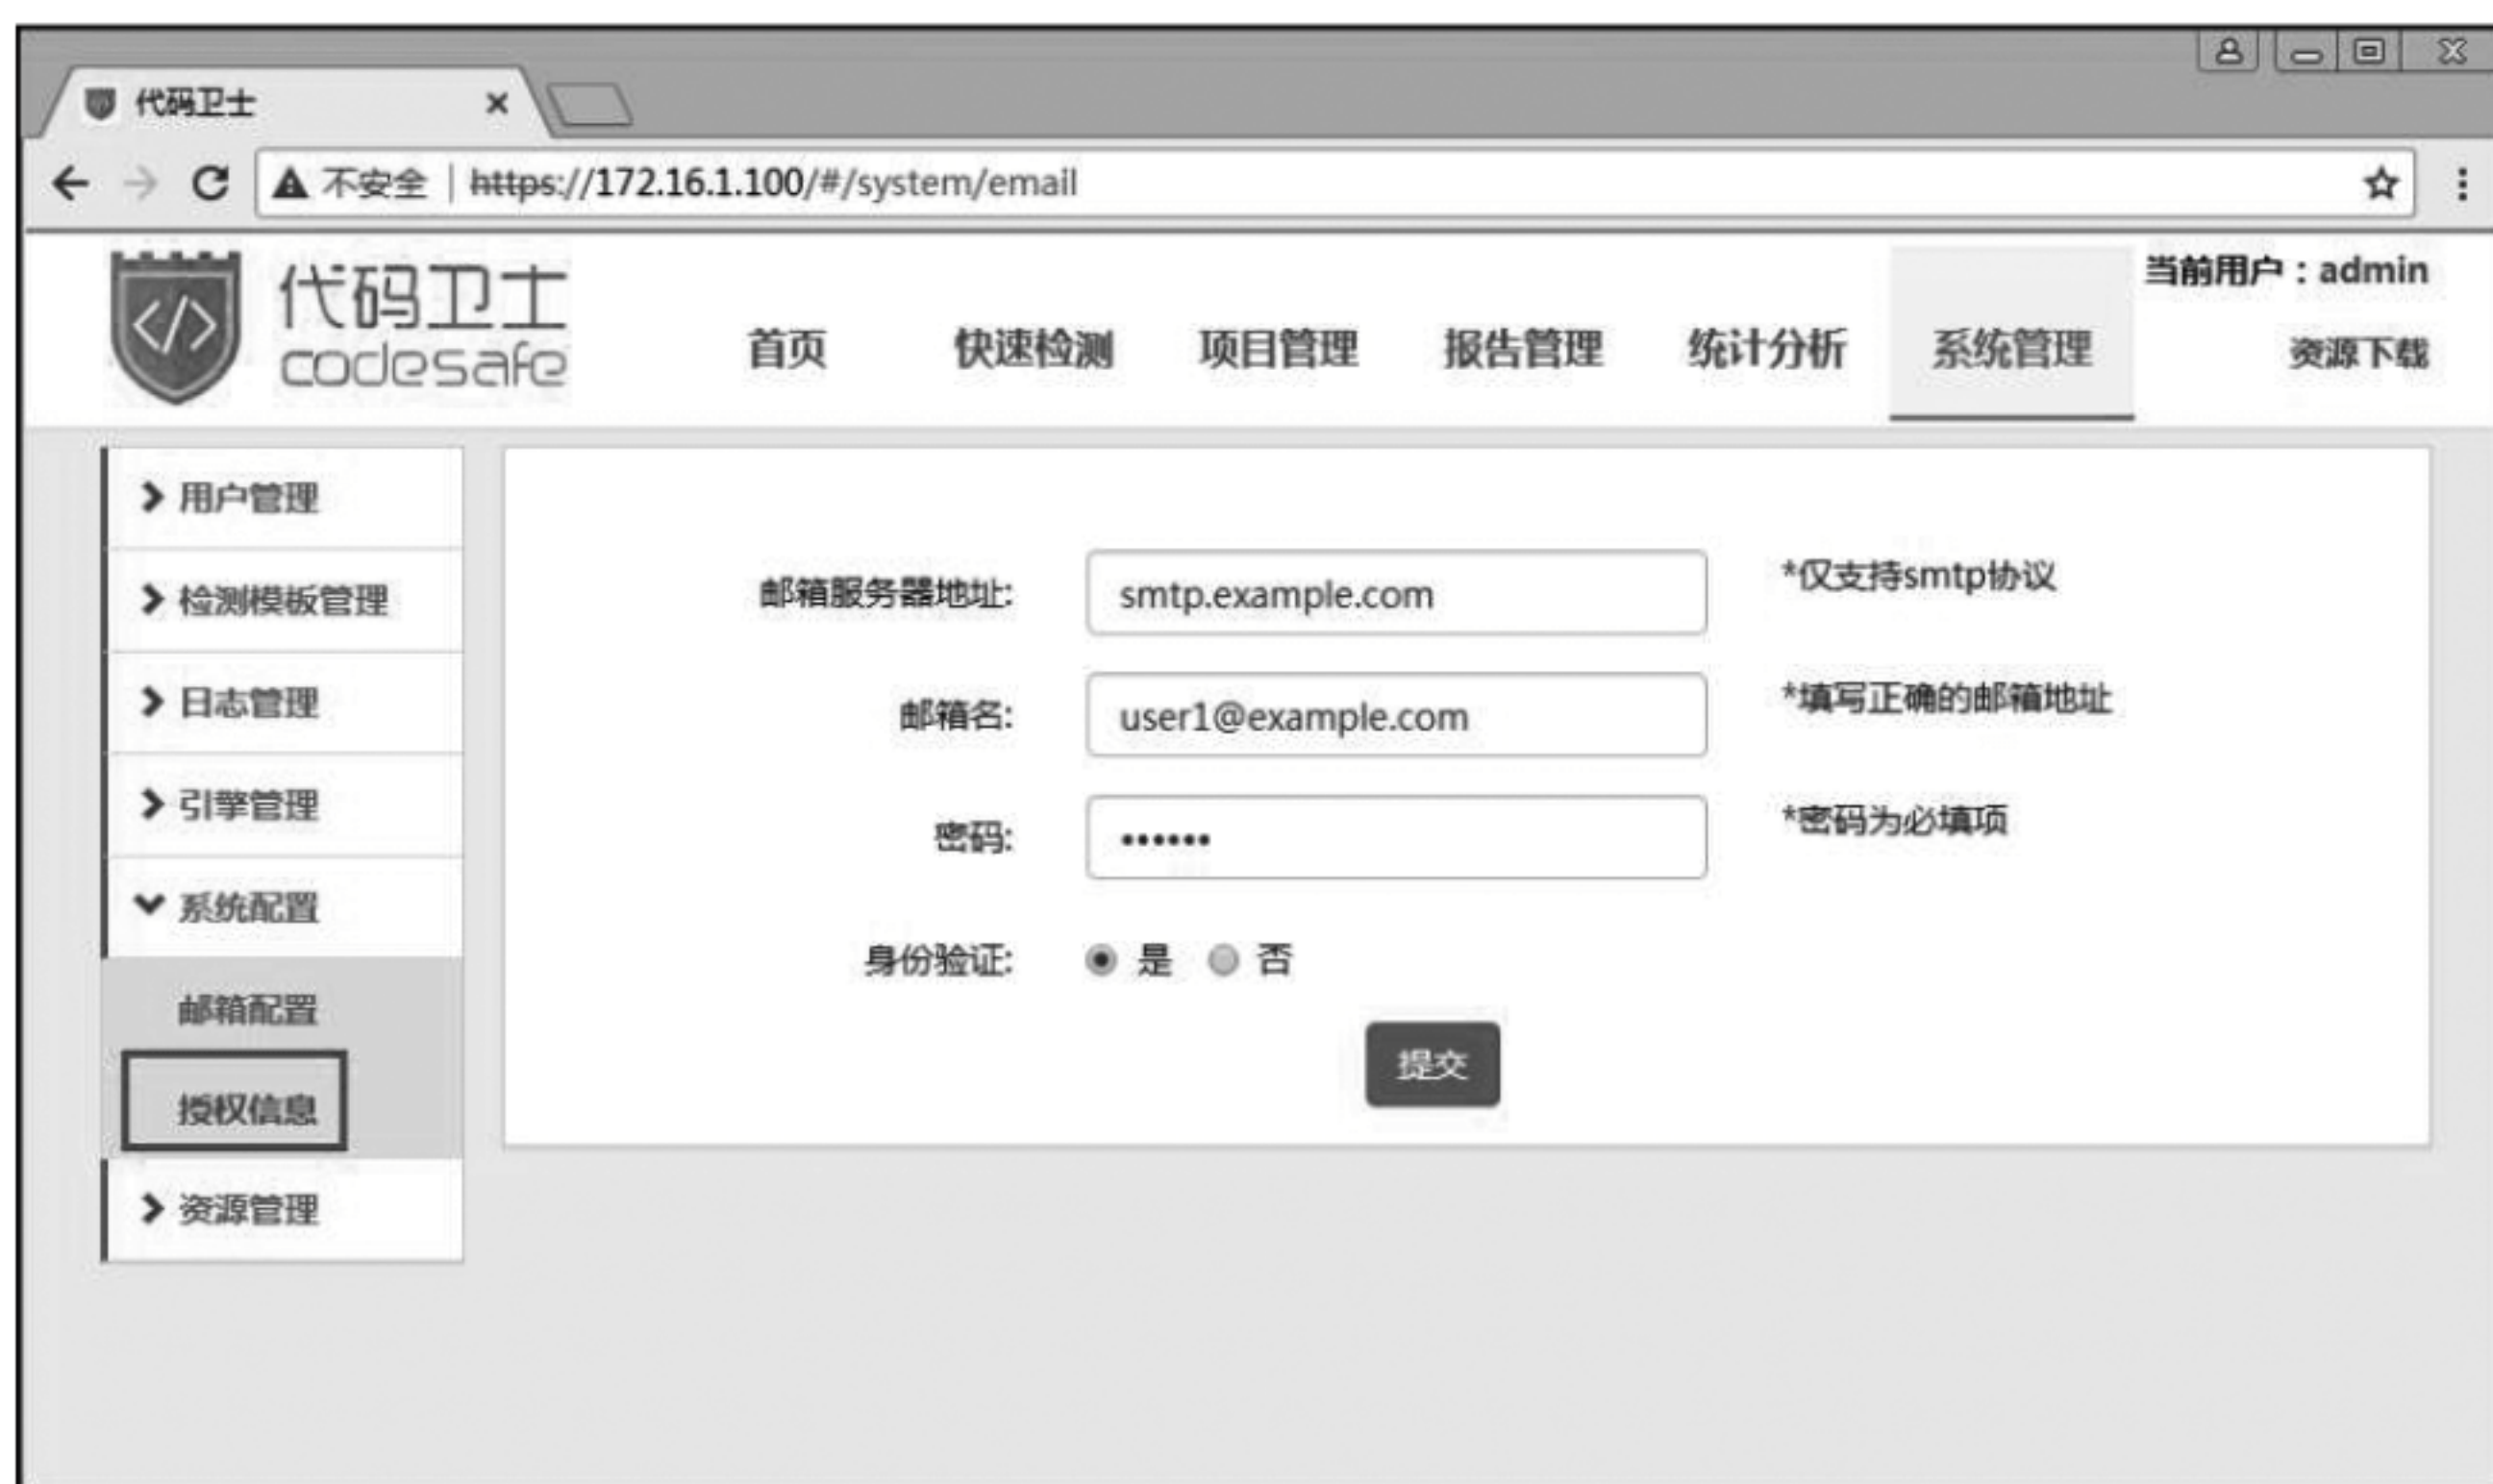 代码卫士
不安全 | https://172.16.1.100/#/system/email
代码卫士
codesafe
首页 快速检测 项目管理 报告管理 统计分析 系统管理
当前用户：admin
资源下载
用户管理
检测模板管理
日志管理
引擎管理
系统配置
邮箱配置
授权信息
资源管理
邮箱服务器地址: smtp.example.com *仅支持smtp协议
邮箱名: user1@example.com *填写正确的邮箱地址
密码: •••••• *密码为必填项
身份验证: 是 否
提交